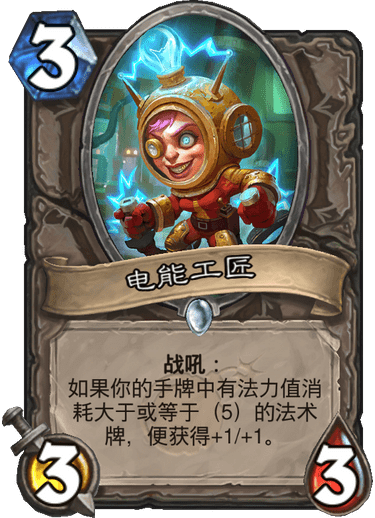 3
电能工匠
战吼：
如果你的手牌中有法力值消
耗大于或等于（5）的法术
牌，便获得+1/+1。
3
3